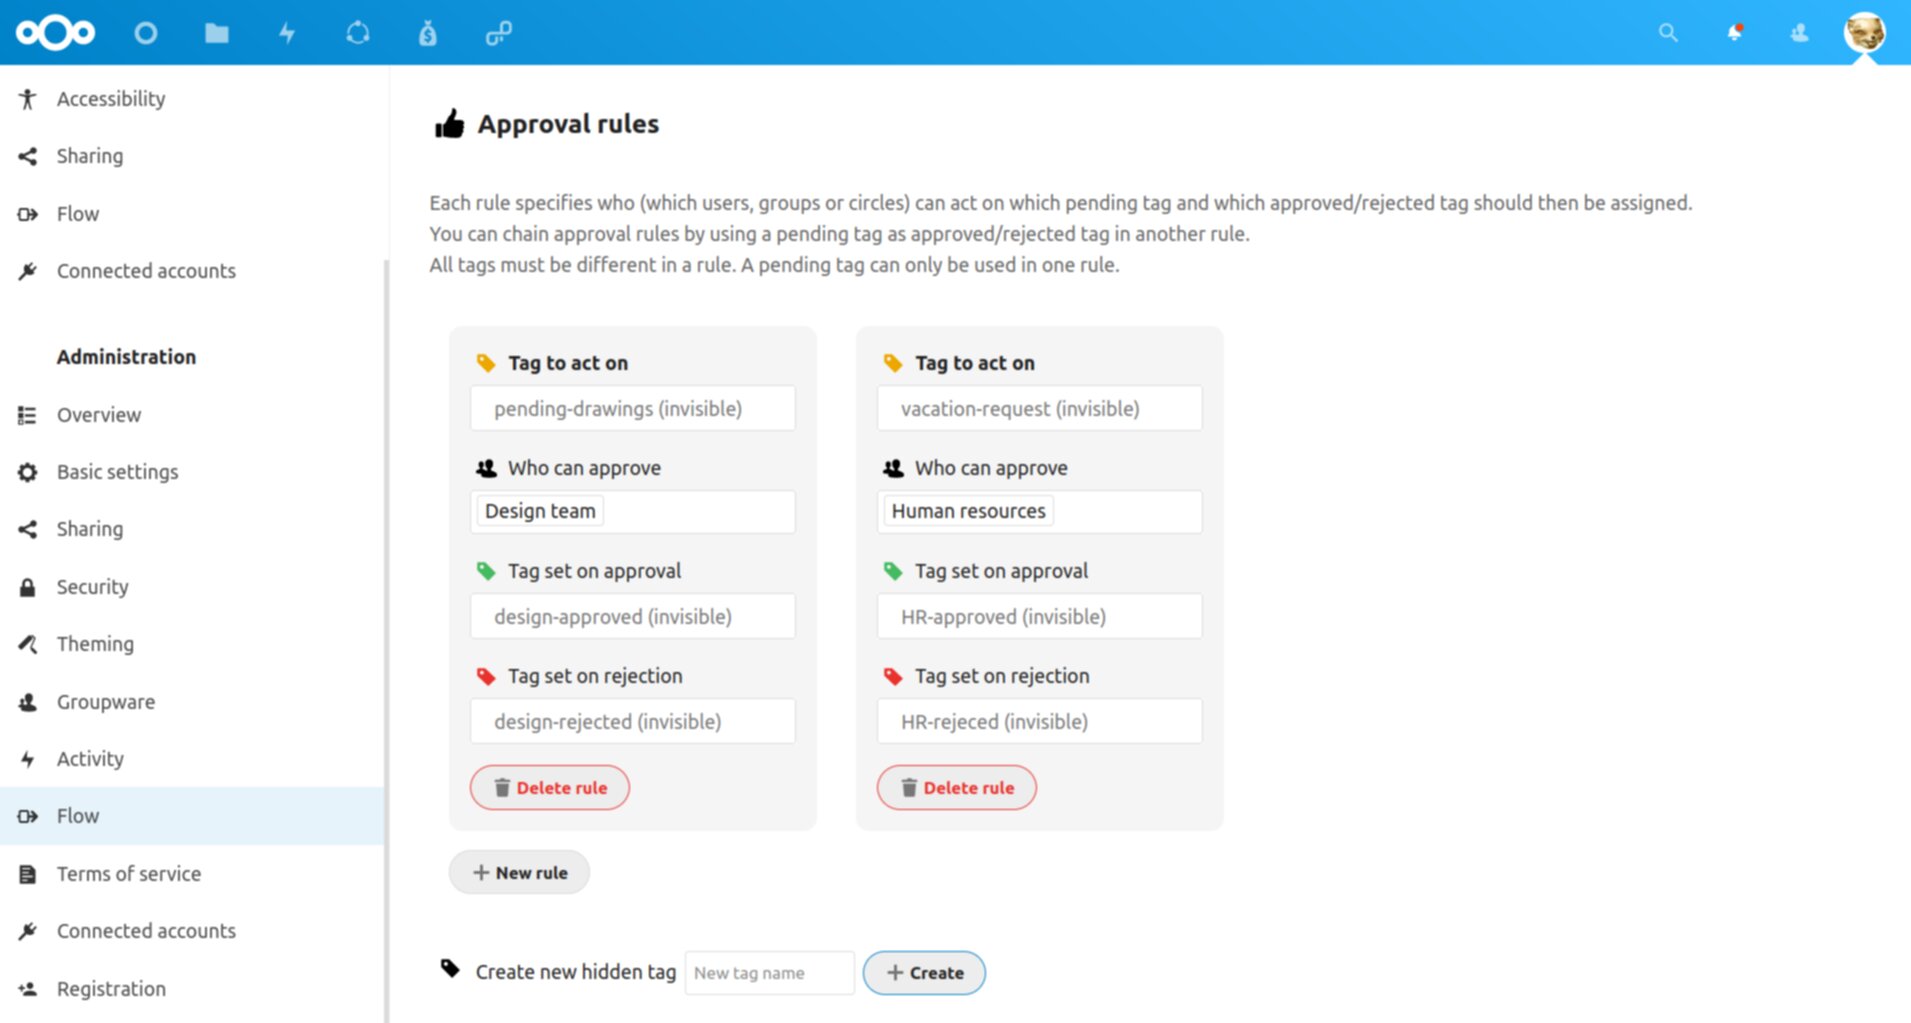 Accessibility
Sharing
Flow
Connected accounts
Administration
Overview
Basic settings
Sharing
Security
Theming
Groupware
Activity
Flow
Terms of service
Connected accounts
Registration
Approval rules
Each rule specifies who (which users, groups or circles) can act on which pending tag and which approved/rejected tag should then be assigned.
You can chain approval rules by using a pending tag as approved/rejected tag in another rule.
All tags must be different in a rule. A pending tag can only be used in one rule.
Tag to act on
pending-drawings (invisible)
Who can approve
Design team
Tag set on approval
design-approved (invisible)
Tag set on rejection
design-rejected (invisible)
Delete rule
Tag to act on
vacation-request (invisible)
Who can approve
Human resources
Tag set on approval
HR-approved (invisible)
Tag set on rejection
HR-rejeced (invisible)
Delete rule
+ New rule
Create new hidden tag New tag name + Create